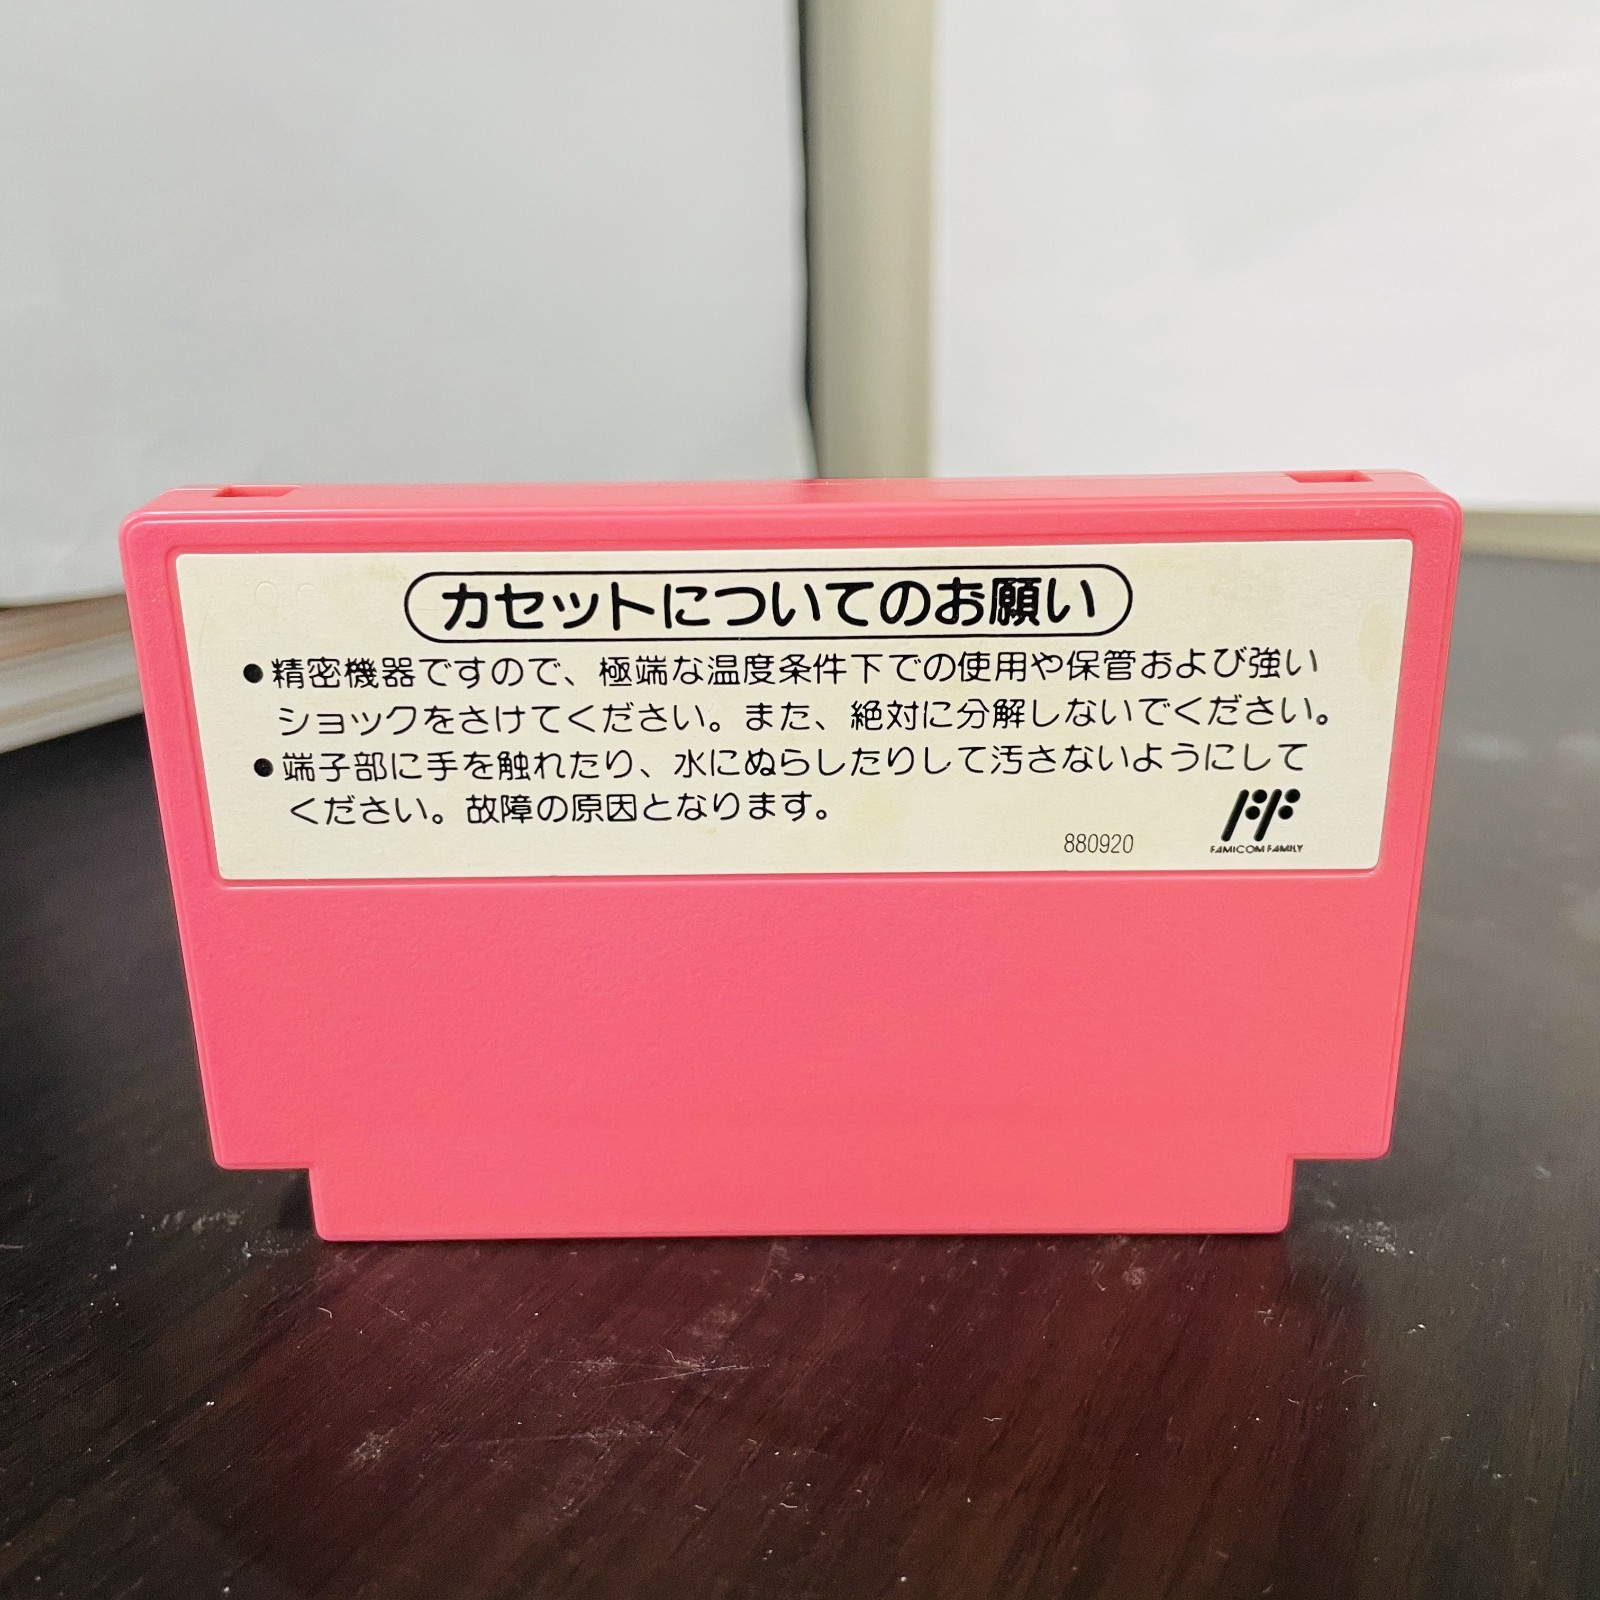 カセットについてのお願い
●精密機器ですので、極端な温度条件下での使用や保管および強い
ショックをさけてください。また、絶対に分解しないでください。
●端子部に手を触れたり、水にぬらしたりして汚さないようにして
ください。故障の原因となります。
880920
FAMICOM FAMILY